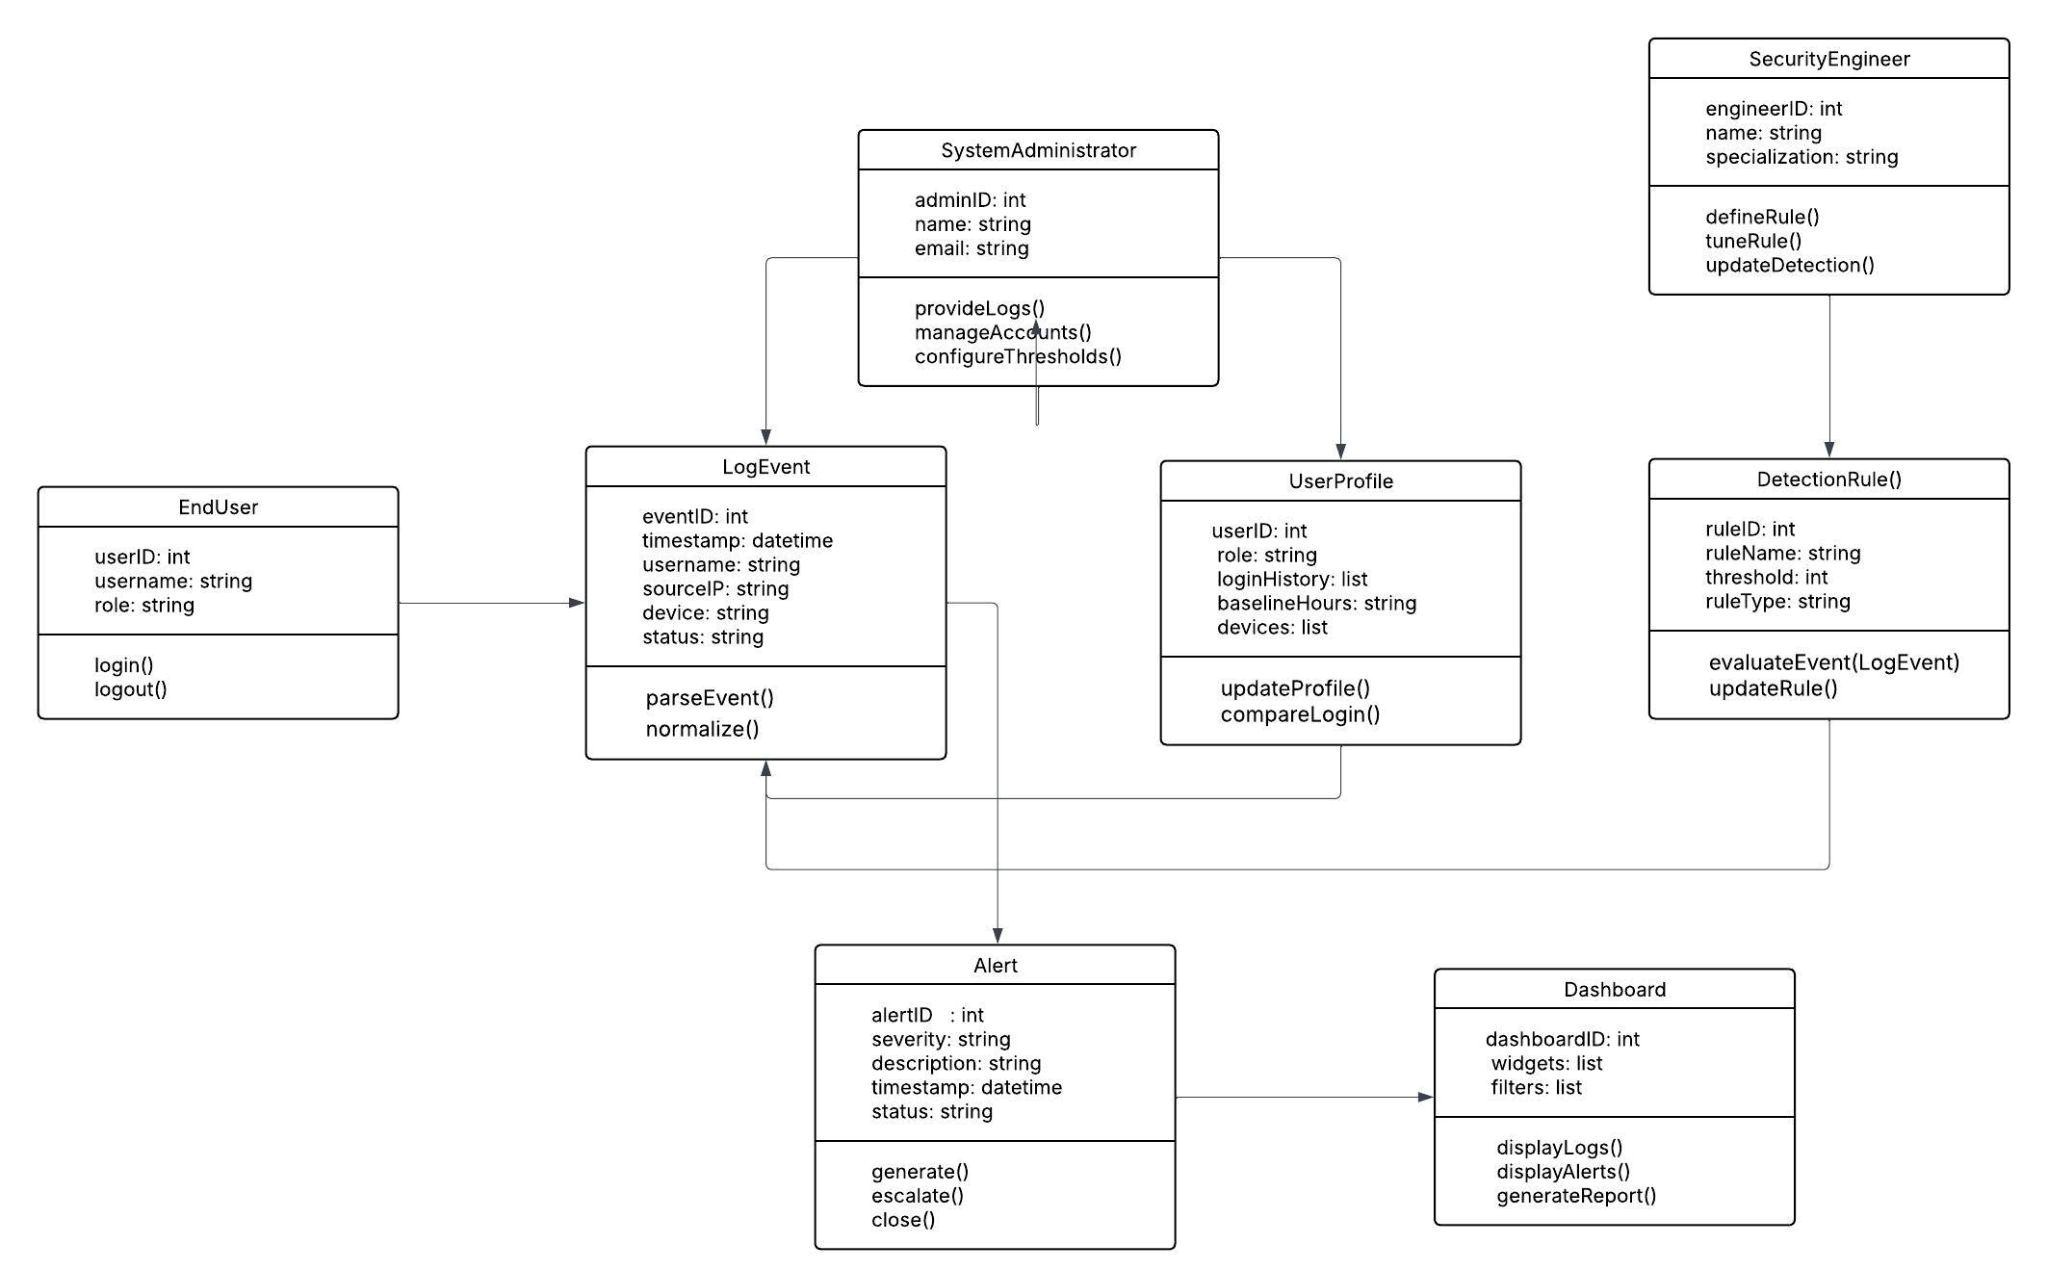 SecurityEngineer
engineerID: int
name: string
specialization: string
defineRule()
tuneRule()
updateDetection()
SystemAdministrator
adminID: int
name: string
email: string
provideLogs()
manageAccounts()
configureThresholds()
EndUser
userID: int
username: string
role: string
login()
logout()
LogEvent
eventID: int
timestamp: datetime
username: string
sourceIP: string
device: string
status: string
parseEvent()
normalize()
UserProfile
userID: int
role: string
loginHistory: list
baselineHours: string
devices: list
updateProfile()
compareLogin()
DetectionRule()
ruleID: int
ruleName: string
threshold: int
ruleType: string
evaluateEvent(LogEvent)
updateRule()
Alert
alertID : int
severity: string
description: string
timestamp: datetime
status: string
generate()
escalate()
close()
Dashboard
dashboardID: int
widgets: list
filters: list
displayLogs()
displayAlerts()
generateReport()